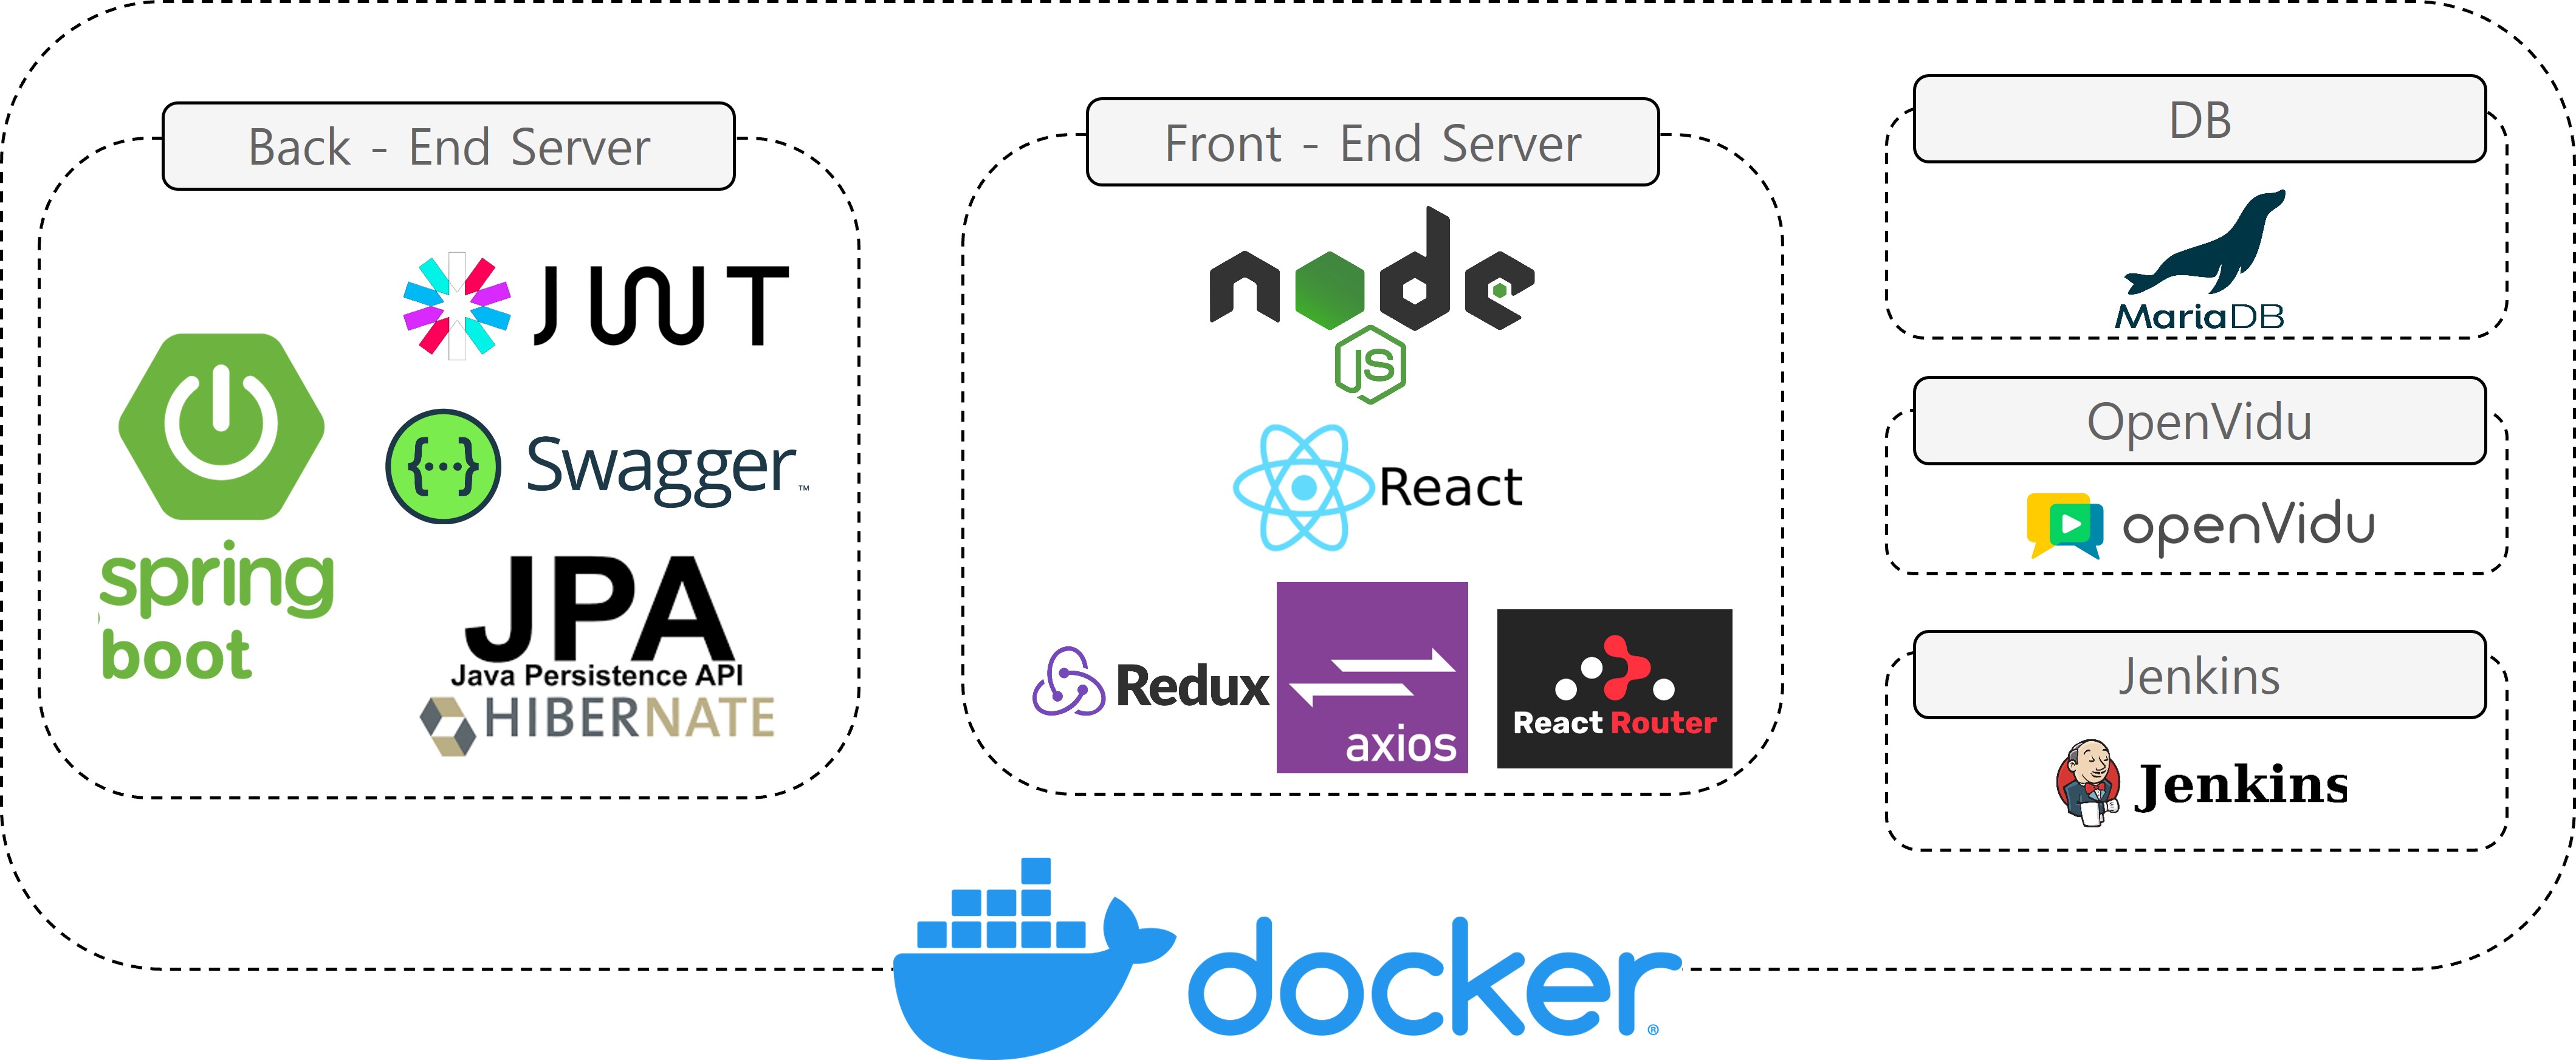 Back - End Server
JWT
Swagger™
spring
boot
JPA
Java Persistence API
HIBERNATE
Front - End Server
node
JS
React
Redux
axios
React Router
DB
MariaDB
OpenVidu
openVidu
Jenkins
Jenkins
docker®